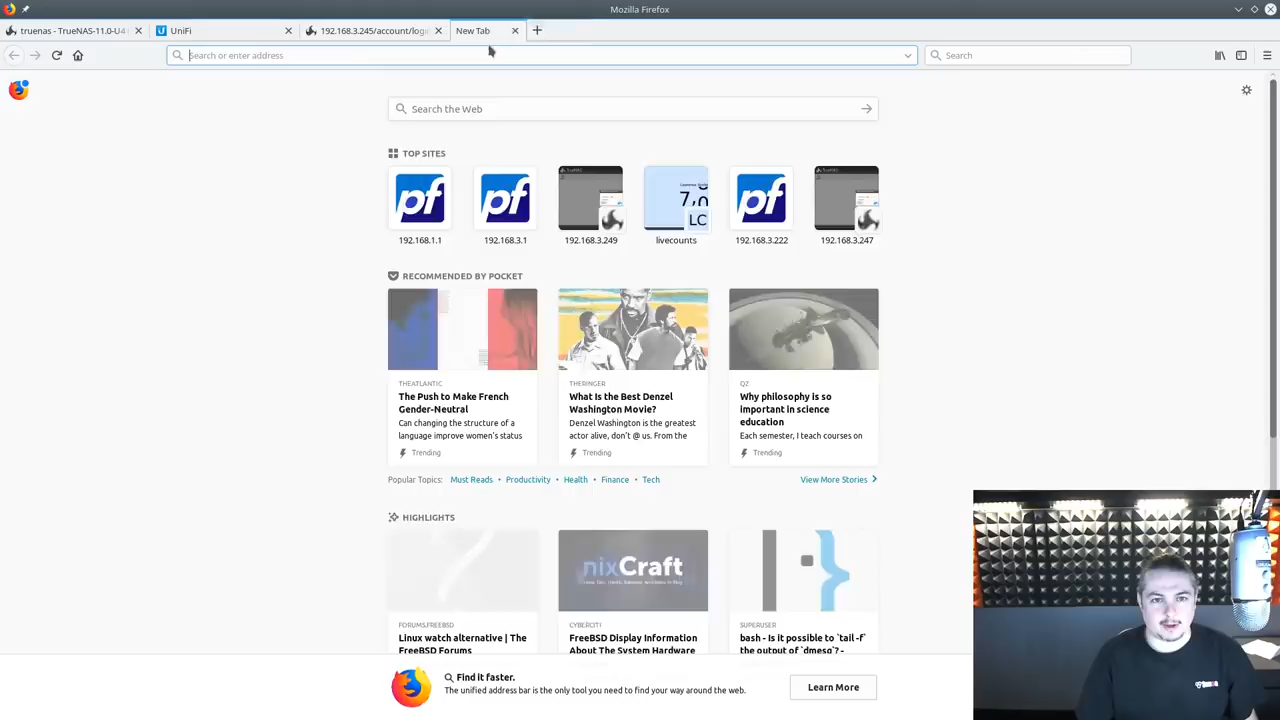 Mozilla Firefox
truenas - TrueNAS-11.0-U4
UniFi
192.168.3.245/account/logi
New Tab
Search or enter address
Search
Search the Web
TOP SITES
192.168.1.1
192.168.3.1
192.168.3.249
livecounts
192.168.3.222
192.168.3.247
RECOMMENDED BY POCKET
THEATLANTIC
The Push to Make French
Gender-Neutral
Can changing the structure of a
language improve women's status
Trending
THERINGER
What Is the Best Denzel
Washington Movie?
Denzel Washington is the greatest
actor alive, don't @ us. From the
Trending
QZ
Why philosophy is so
important in science
education
Each semester, I teach courses on
Trending
Popular Topics: Must Reads • Productivity • Health • Finance • Tech
View More Stories
HIGHLIGHTS
nixCraft
FORUMS.FREEBSD
Linux watch alternative | The
FreeBSD Forums
CYBERCITI
FreeBSD Display Information
About The System Hardware
SUPERUSER
bash - Is it possible to `tail -f`
the output of `dmesg`? -
Find it faster.
The unified address bar is the only tool you need to find your way around the web.
Learn More
pf
pf
LC
pf